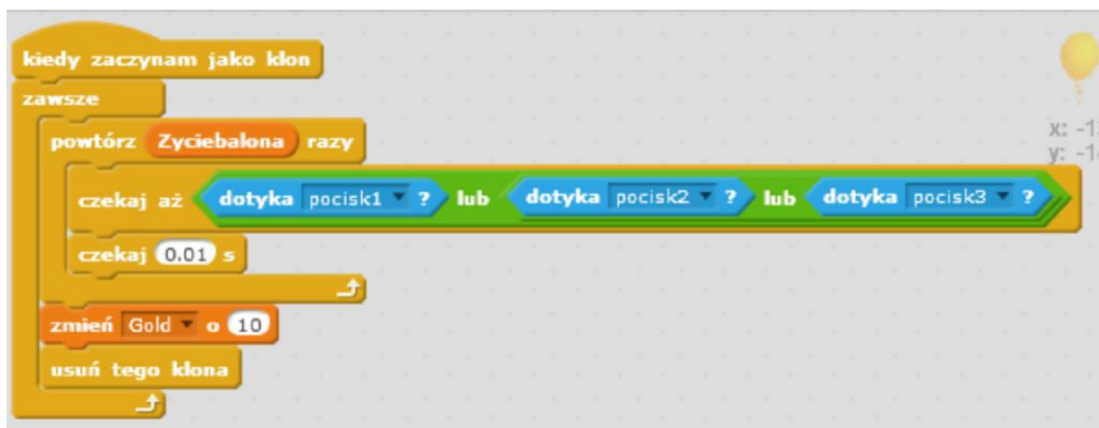 kiedy zaczynam jako klon
zawsze
powtórz Zyciebalona razy
czekaj aż dotyka pocisk1 ? lub dotyka pocisk2 ? lub dotyka pocisk3 ?
czekaj 0.01 s
zmień Gold o 10
usuń tego klona
x:
y: